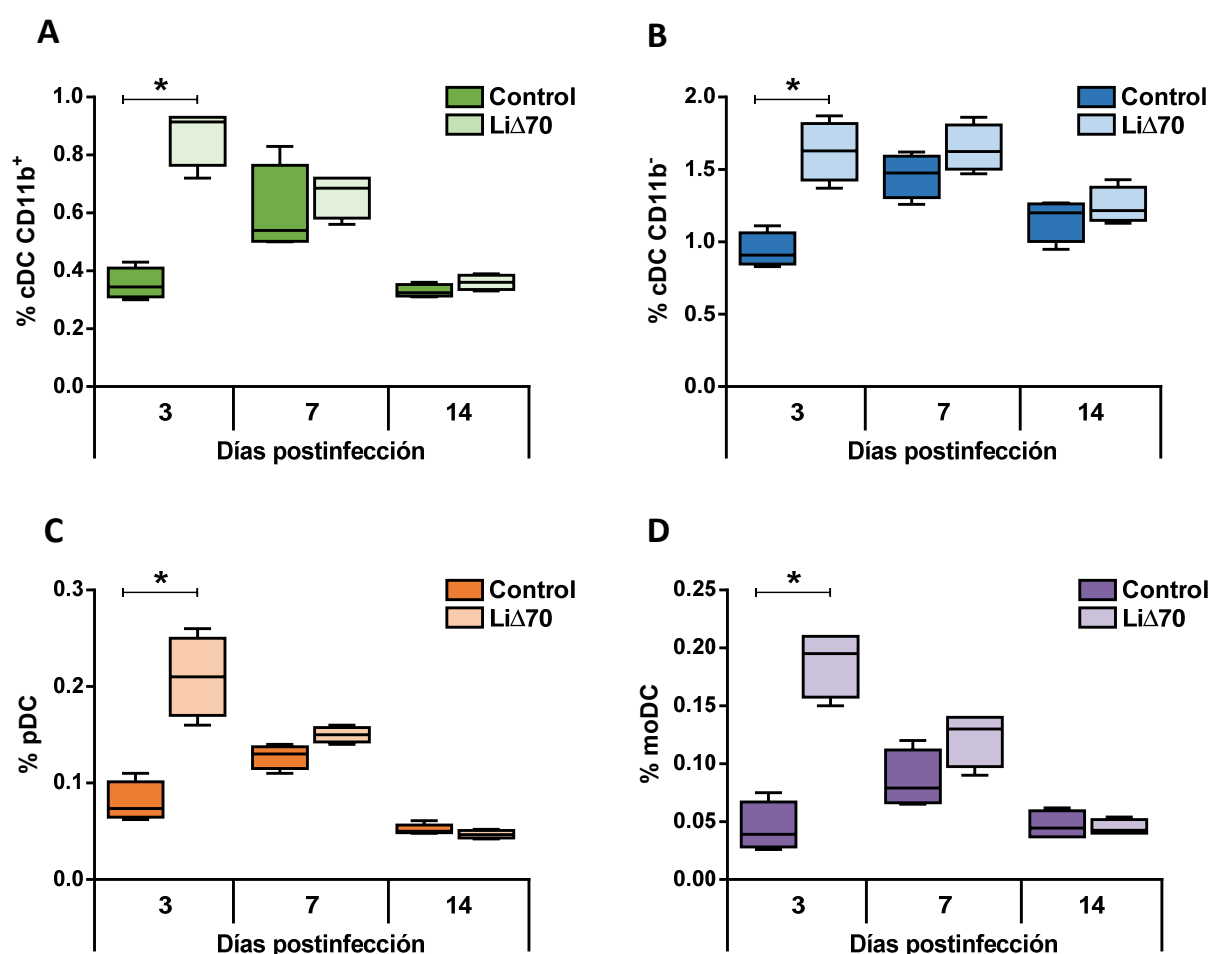 A
*
1.0
0.8
0.6
0.4
0.2
0.0
% cDC CD11b⁺
Control
LiΔ70
3 7 14
Días postinfección
B
*
2.0
1.5
1.0
0.5
0.0
% cDC CD11b⁻
Control
LiΔ70
3 7 14
Días postinfección
C
*
0.3
0.2
0.1
0.0
% pDC
Control
LiΔ70
3 7 14
Días postinfección
D
*
0.25
0.20
0.15
0.10
0.05
0.00
% moDC
Control
LiΔ70
3 7 14
Días postinfección